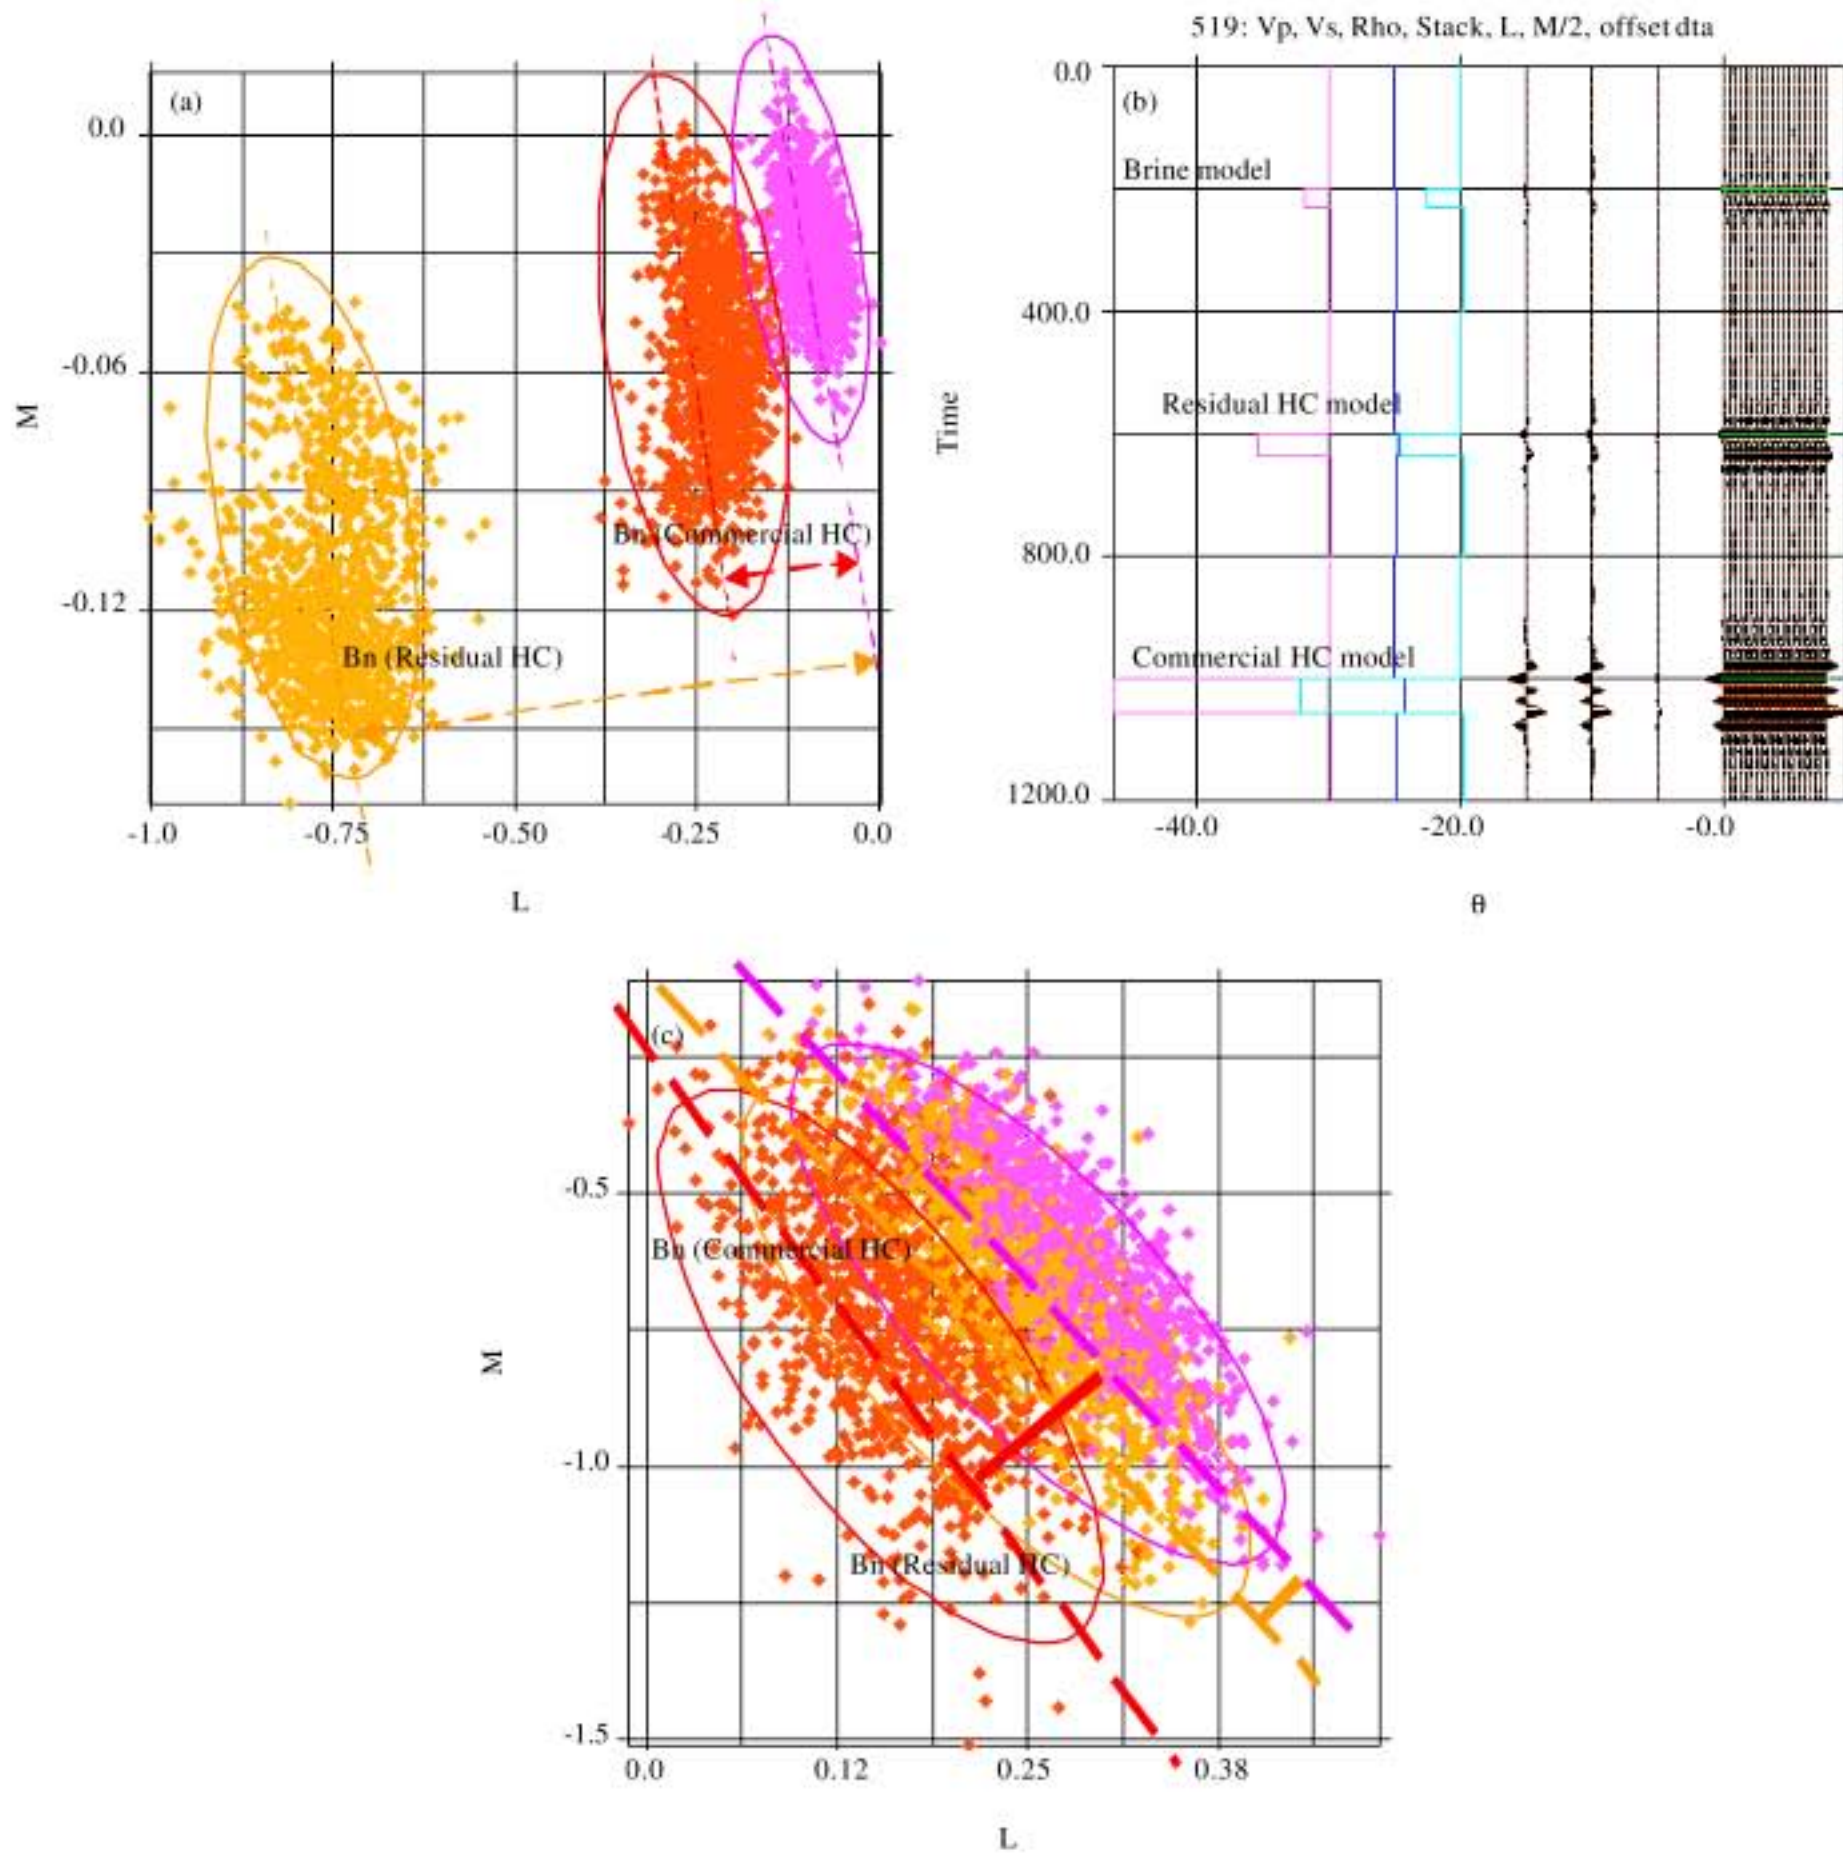 (a)
0.0
-0.06
-0.12
M
Bn (Commercial HC)
Bn (Residual HC)
-1.0 -0.75 -0.50 -0.25 0.0
L
519: Vp, Vs, Rho, Stack, L, M/2, offset dta
(b)
0.0
400.0
800.0
1200.0
Time
Brine model
Residual HC model
Commercial HC model
-40.0 -20.0 -0.0
θ
(c)
-0.5
-1.0
-1.5
M
Bn (Commercial HC)
Bn (Residual HC)
0.0 0.12 0.25 0.38
L